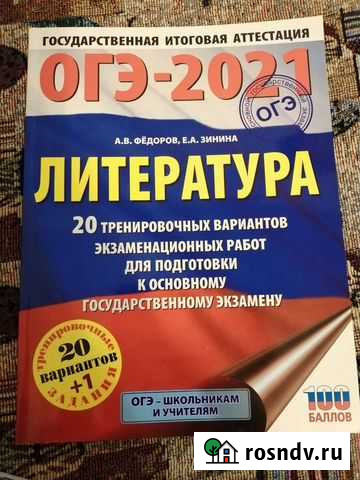 ГОСУДАРСТВЕННАЯ ИТОГОВАЯ АТТЕСТАЦИЯ
ОГЭ-2021
ОГЭ
А.В. ФЁДОРОВ, Е.А. ЗИНИНА
ЛИТЕРАТУРА
20 ТРЕНИРОВОЧНЫХ ВАРИАНТОВ
ЭКЗАМЕНАЦИОННЫХ РАБОТ
ДЛЯ ПОДГОТОВКИ
К ОСНОВНОМУ
ГОСУДАРСТВЕННОМУ ЭКЗАМЕНУ
ТРЕНИРОВОЧНЫЕ
20
вариантов
+1
ЗАДАНИЯ
ОГЭ – ШКОЛЬНИКАМ
И УЧИТЕЛЯМ
100
БАЛЛОВ
rosndv.ru